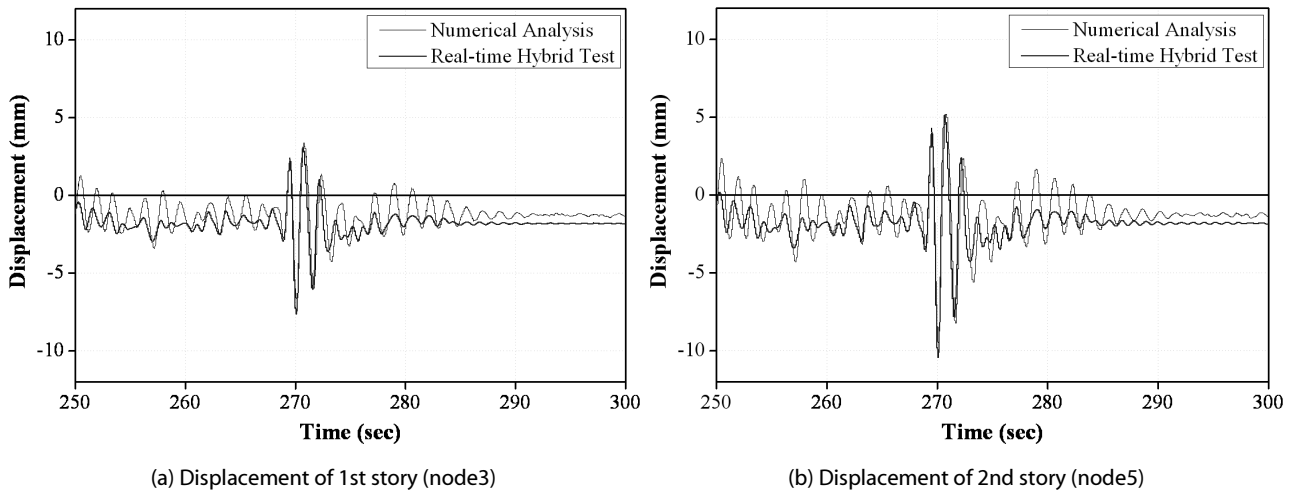 Numerical Analysis
Real-time Hybrid Test
10
5
0
-5
-10
Displacement (mm)
250 260 270 280 290 300
Time (sec)
(a) Displacement of 1st story (node3)
Numerical Analysis
Real-time Hybrid Test
10
5
0
-5
-10
Displacement (mm)
250 260 270 280 290 300
Time (sec)
(b) Displacement of 2nd story (node5)